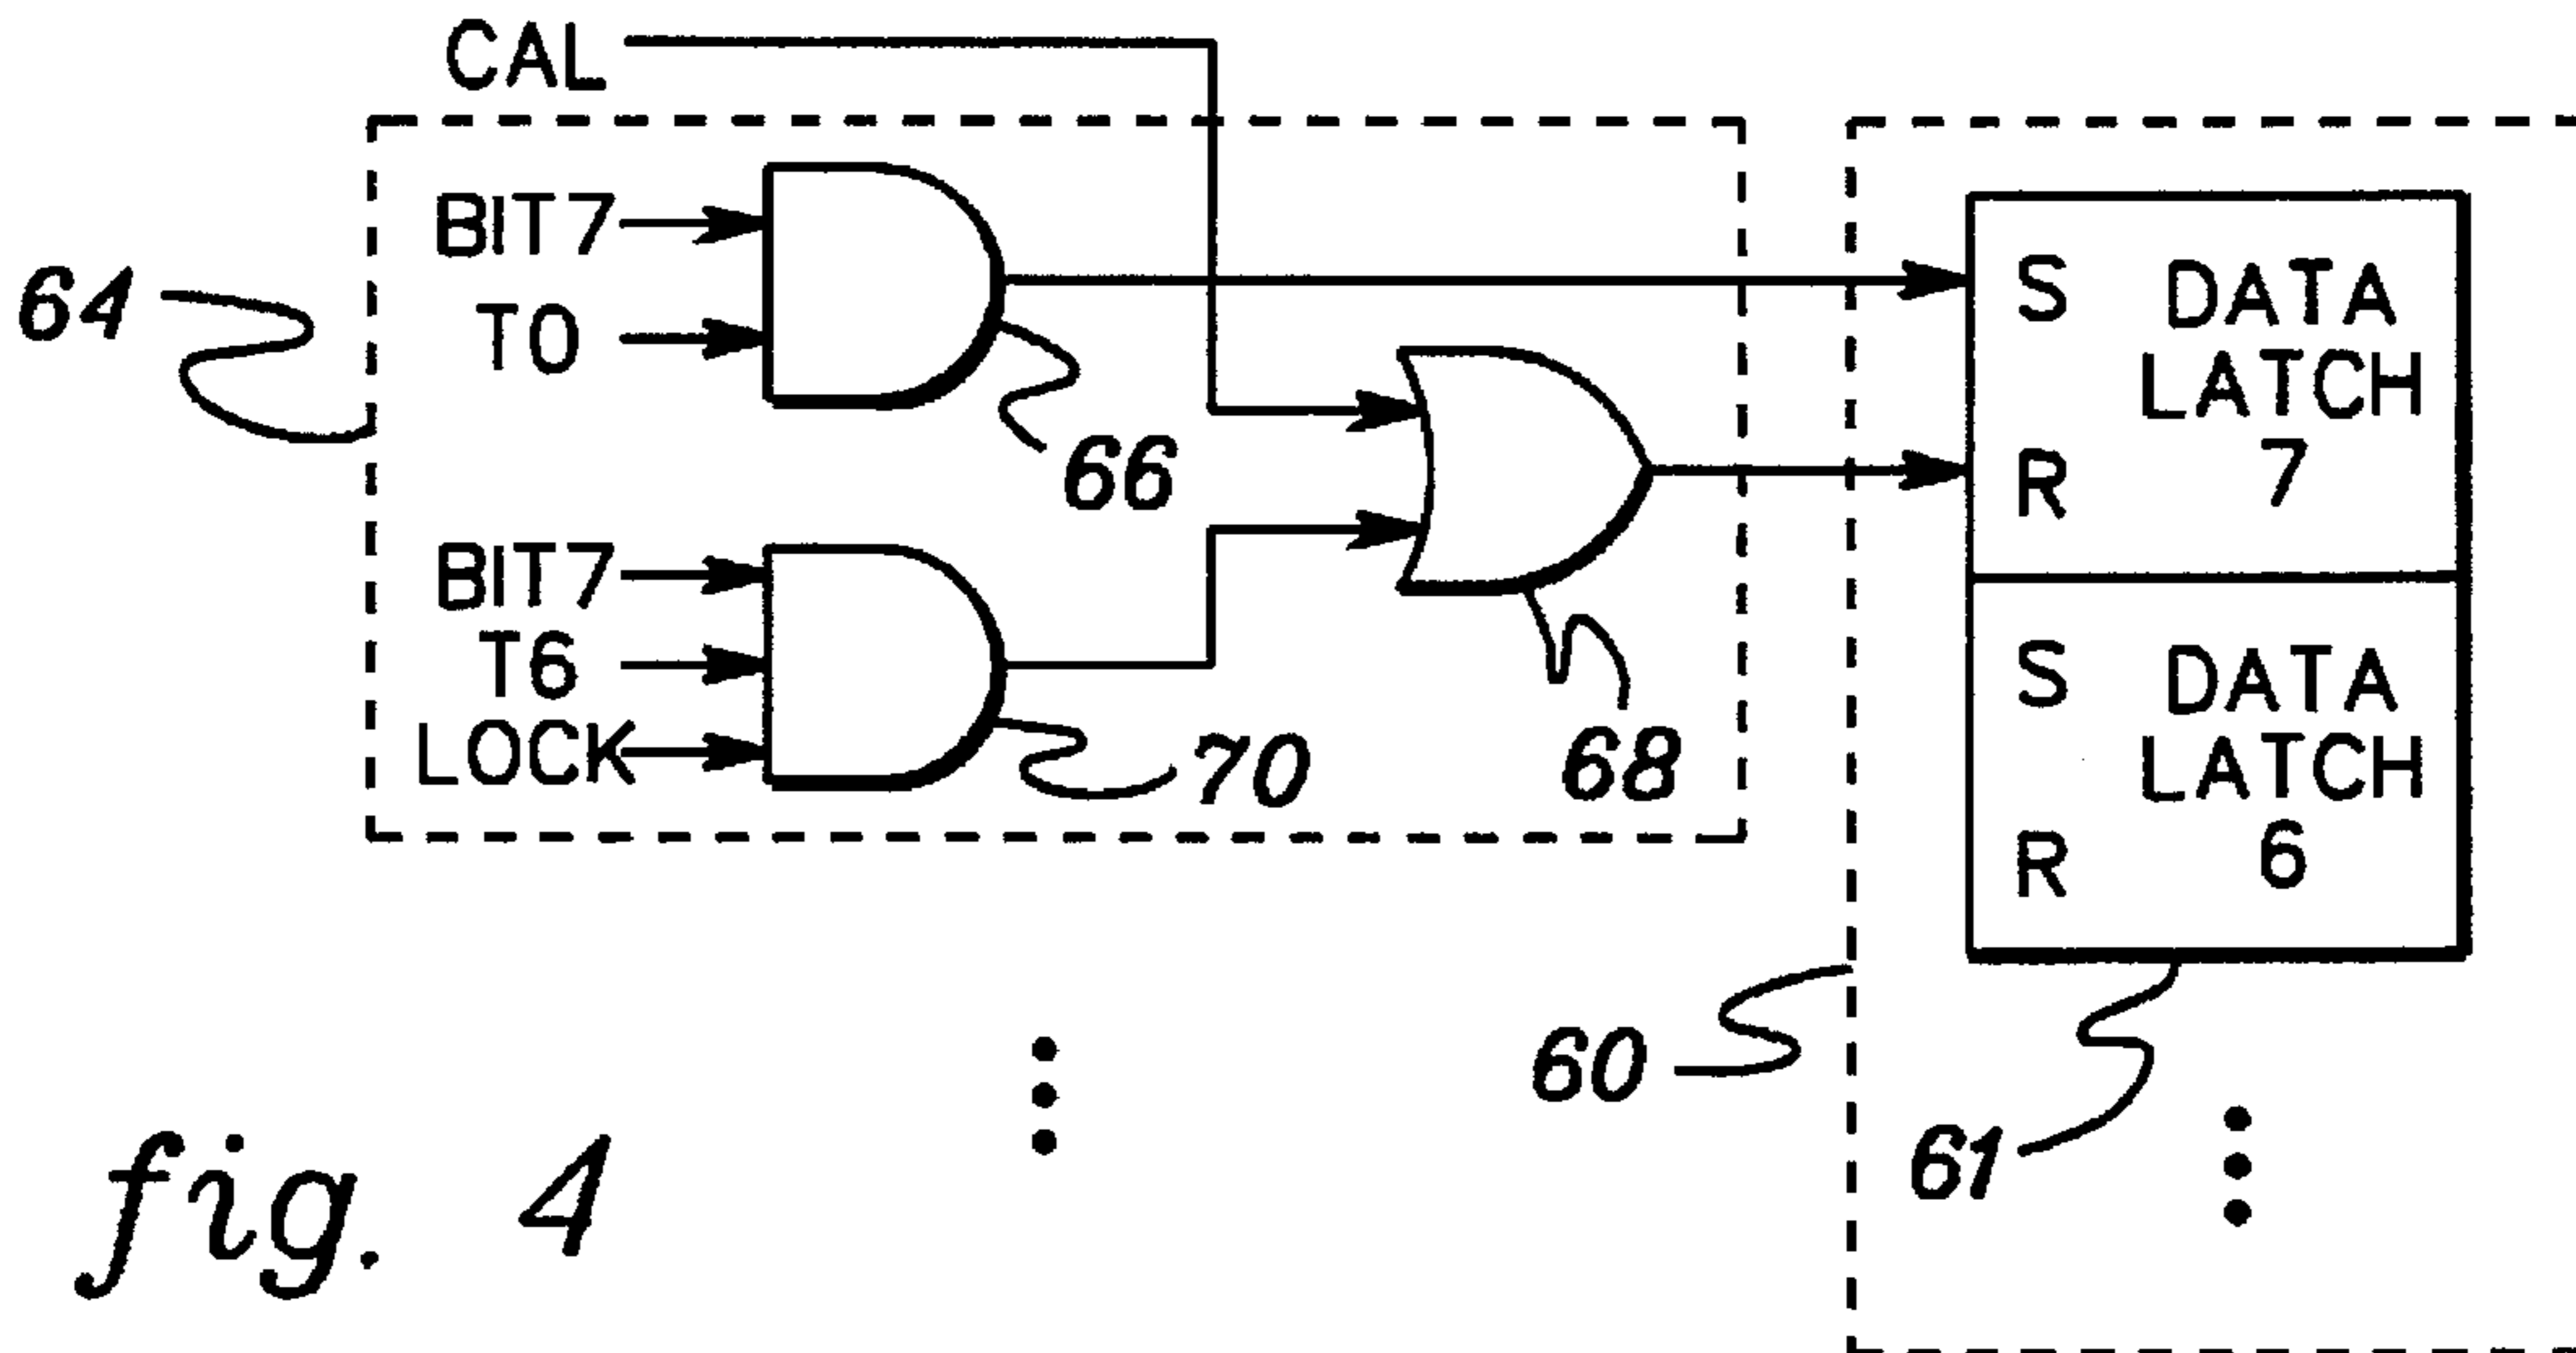 CAL
BIT7
T0
64
66
BIT7
T6
LOCK
70
68
S DATA
LATCH
R 7
S DATA
LATCH
R 6
60
61
fig. 4